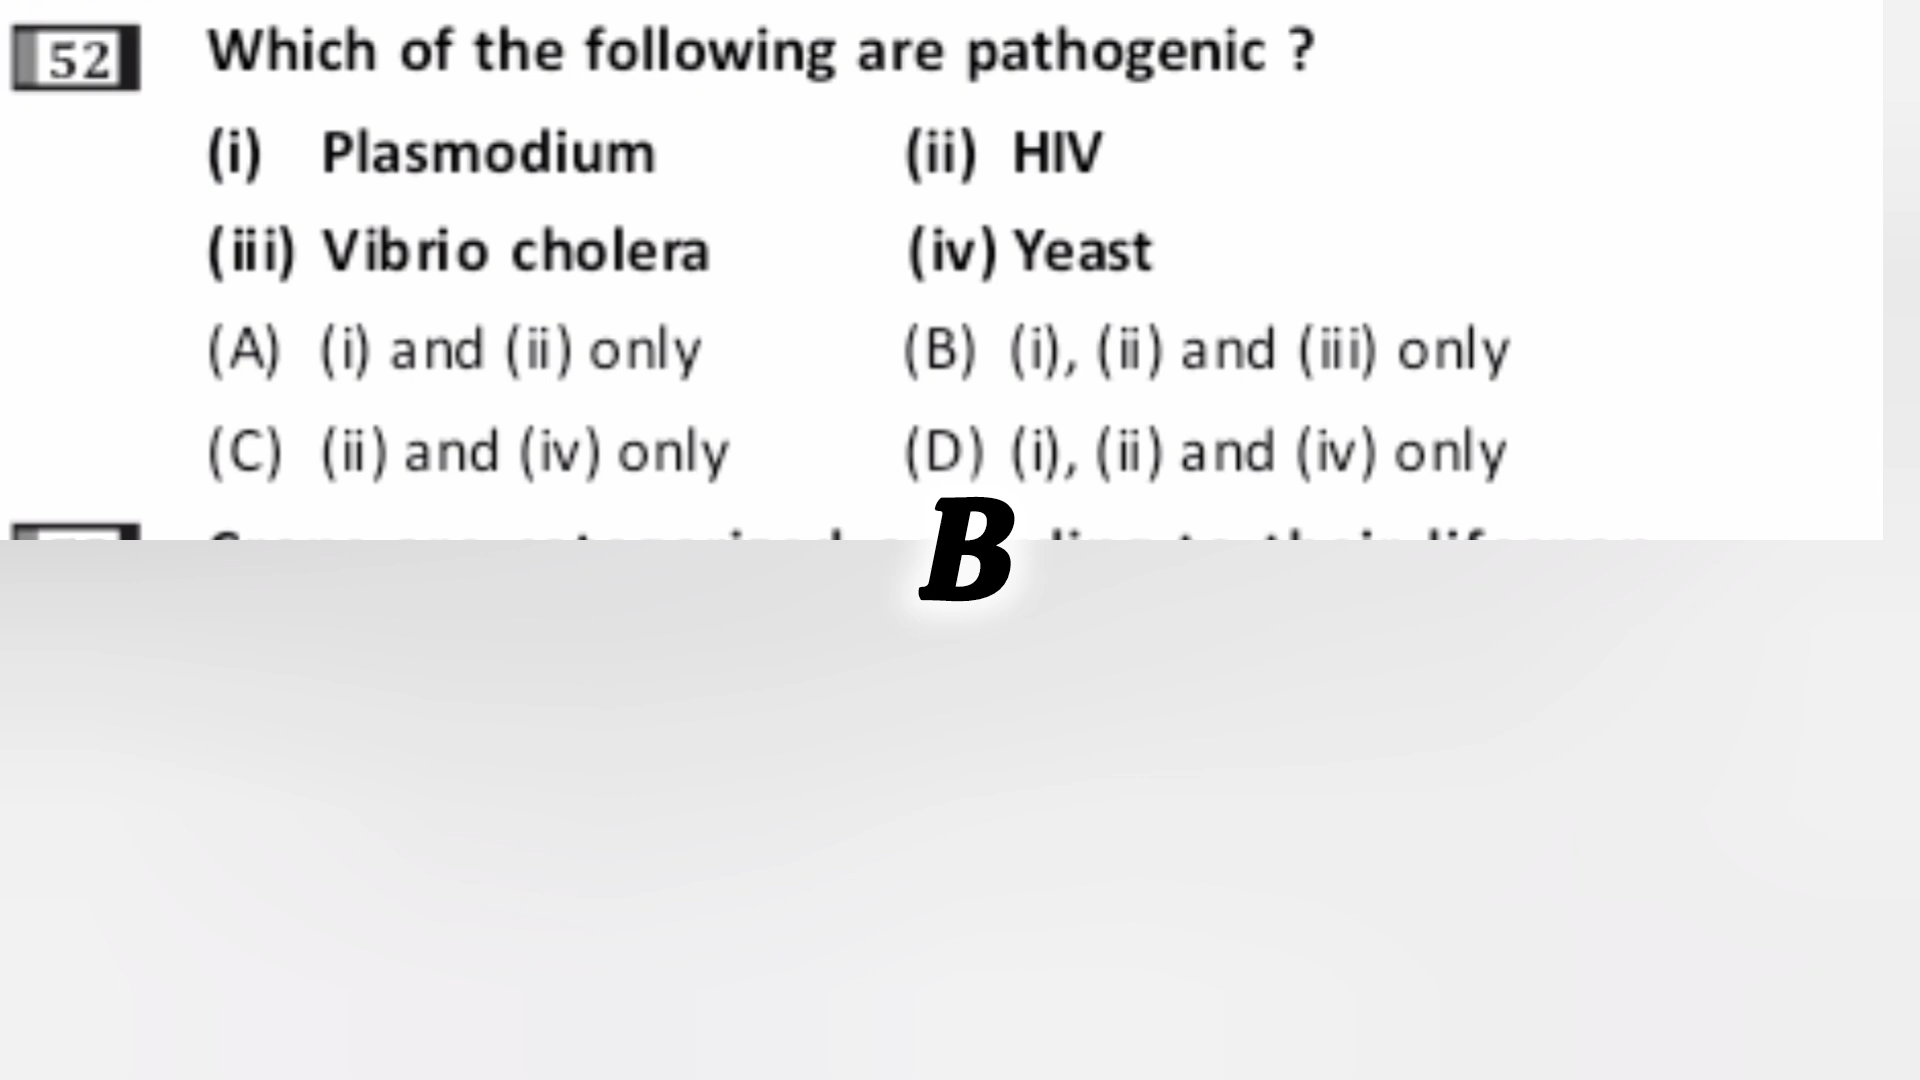 52 Which of the following are pathogenic ?
(i) Plasmodium (ii) HIV
(iii) Vibrio cholera (iv) Yeast
(A) (i) and (ii) only (B) (i), (ii) and (iii) only
(C) (ii) and (iv) only (D) (i), (ii) and (iv) only
B